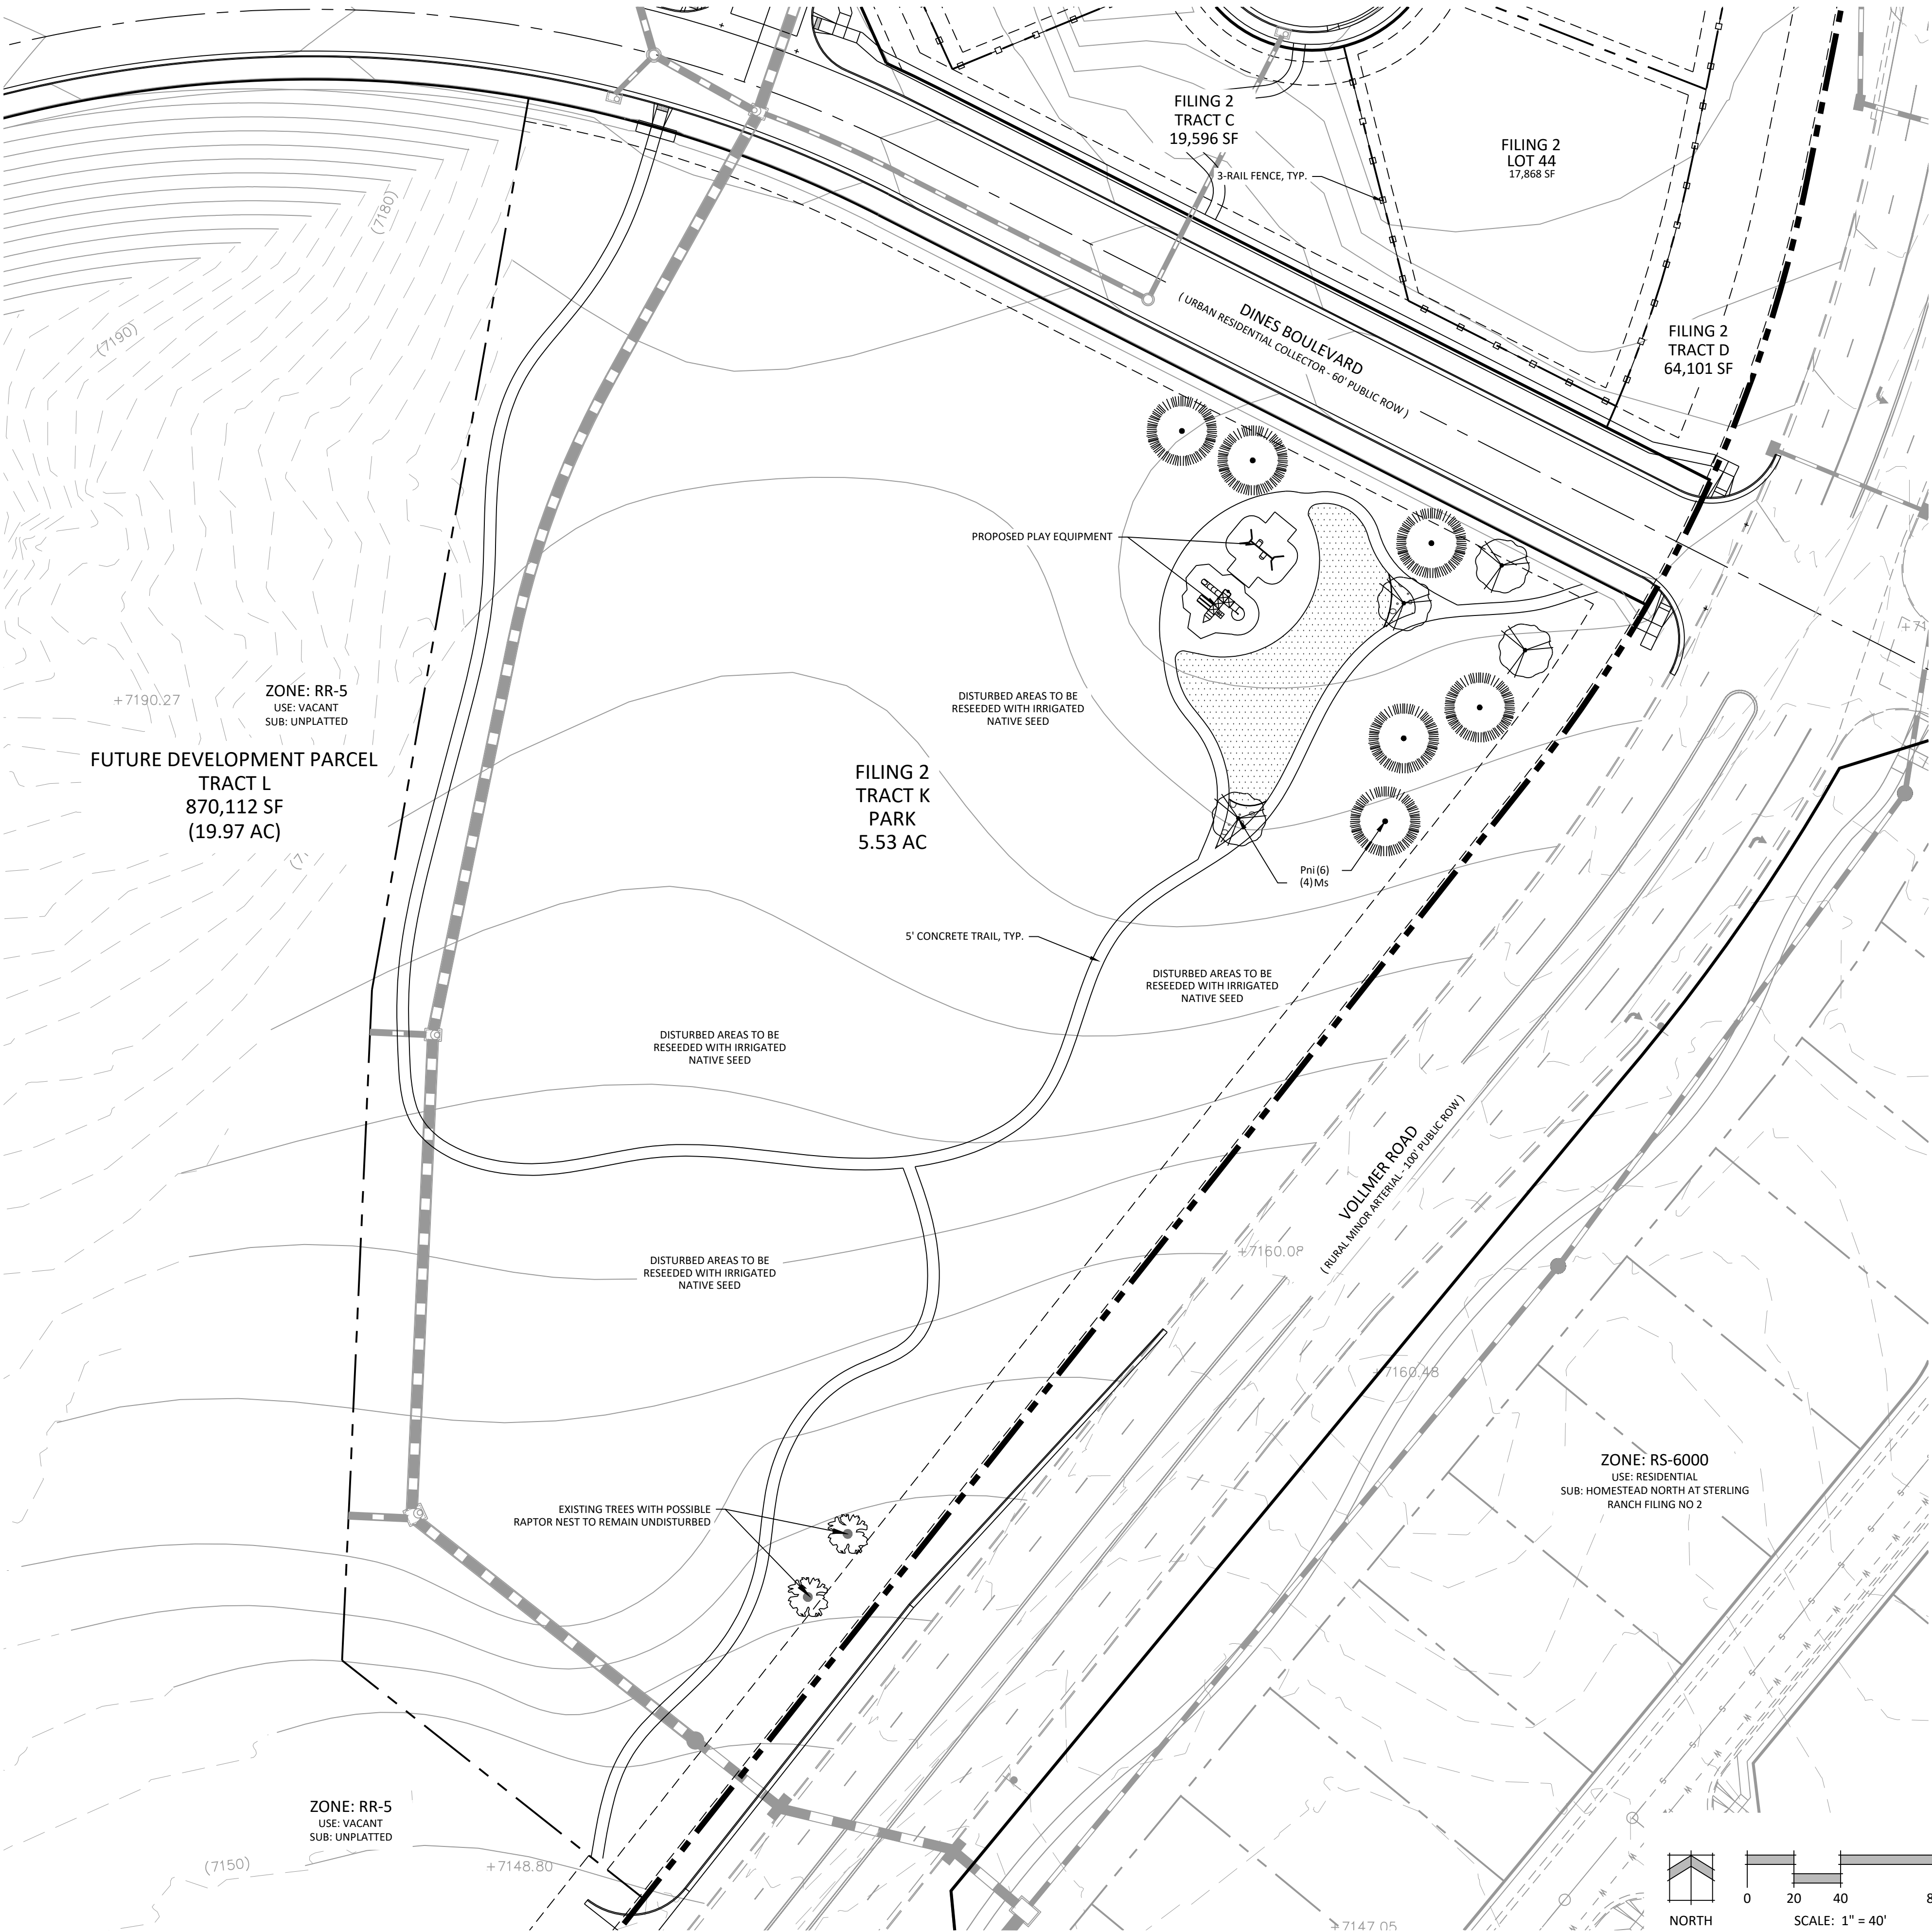 FILING 2
TRACT C
19,596 SF
3-RAIL FENCE, TYP.
FILING 2
LOT 44
17,868 SF
(7180)
(7190)
DINES BOULEVARD
( URBAN RESIDENTIAL COLLECTOR - 60' PUBLIC ROW )
FILING 2
TRACT D
64,101 SF
PROPOSED PLAY EQUIPMENT
+7190.27
ZONE: RR-5
USE: VACANT
SUB: UNPLATTED
DISTURBED AREAS TO BE
RESEEDED WITH IRRIGATED
NATIVE SEED
FUTURE DEVELOPMENT PARCEL
TRACT L
870,112 SF
(19.97 AC)
FILING 2
TRACT K
PARK
5.53 AC
Pni (6)
(4) Ms
5' CONCRETE TRAIL, TYP.
DISTURBED AREAS TO BE
RESEEDED WITH IRRIGATED
NATIVE SEED
DISTURBED AREAS TO BE
RESEEDED WITH IRRIGATED
NATIVE SEED
VOLLMER ROAD
( RURAL MINOR ARTERIAL - 100' PUBLIC ROW )
DISTURBED AREAS TO BE
RESEEDED WITH IRRIGATED
NATIVE SEED
7160.48
ZONE: RS-6000
USE: RESIDENTIAL
SUB: HOMESTEAD NORTH AT STERLING
RANCH FILING NO 2
EXISTING TREES WITH POSSIBLE
RAPTOR NEST TO REMAIN UNDISTURBED
ZONE: RR-5
USE: VACANT
SUB: UNPLATTED
(7150)
+7148.80
+7147.05
0 20 40
NORTH
SCALE: 1" = 40'